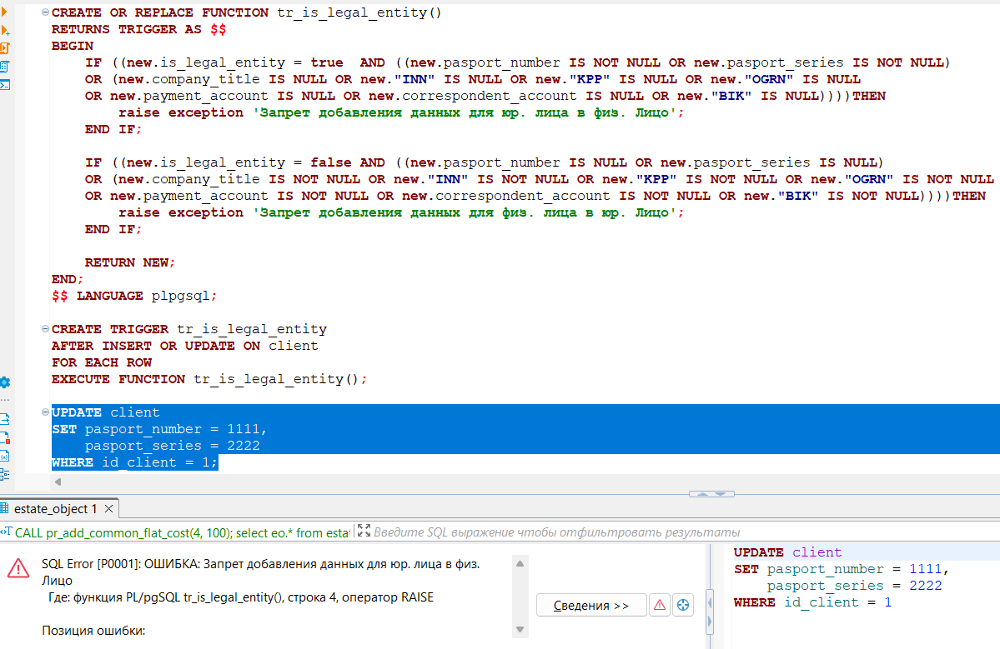 CREATE OR REPLACE FUNCTION tr_is_legal_entity()
RETURNS TRIGGER AS $$
BEGIN
    IF ((new.is_legal_entity = true  AND ((new.pasport_number IS NOT NULL OR new.pasport_series IS NOT NULL)
    OR (new.company_title IS NULL OR new."INN" IS NULL OR new."KPP" IS NULL OR new."OGRN" IS NULL
    OR new.payment_account IS NULL OR new.correspondent_account IS NULL OR new."BIK" IS NULL))))THEN
        raise exception 'Запрет добавления данных для юр. лица в физ. Лицо';
    END IF;
    IF ((new.is_legal_entity = false AND ((new.pasport_number IS NULL OR new.pasport_series IS NULL)
    OR (new.company_title IS NOT NULL OR new."INN" IS NOT NULL OR new."KPP" IS NOT NULL OR new."OGRN" IS NOT NULL
    OR new.payment_account IS NOT NULL OR new.correspondent_account IS NOT NULL OR new."BIK" IS NOT NULL))))THEN
        raise exception 'Запрет добавления данных для физ. лица в юр. Лицо';
    END IF;
    RETURN NEW;
END;
$$ LANGUAGE plpgsql;
CREATE TRIGGER tr_is_legal_entity
AFTER INSERT OR UPDATE ON client
FOR EACH ROW
EXECUTE FUNCTION tr_is_legal_entity();
UPDATE client
SET pasport_number = 1111,
    pasport_series = 2222
WHERE id_client = 1;
estate_object 1
CALL pr_add_common_flat_cost(4, 100); select eo.* from estat
Введите SQL выражение чтобы отфильтровать результаты
SQL Error [P0001]: ОШИБКА: Запрет добавления данных для юр. лица в физ.
Лицо
  Где: функция PL/pgSQL tr_is_legal_entity(), строка 4, оператор RAISE
Позиция ошибки:
Сведения >>
UPDATE client
SET pasport_number = 1111,
    pasport_series = 2222
WHERE id_client = 1